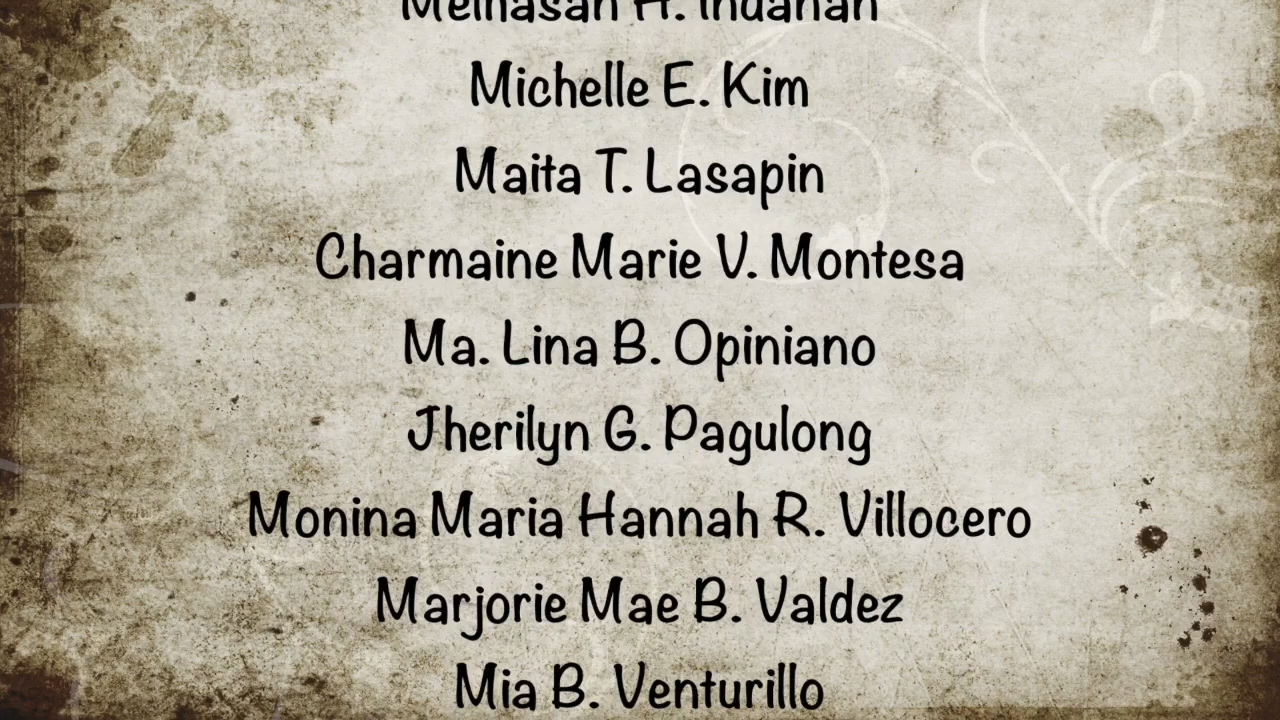 Michelle E. Kim
Maita T. Lasapin
Charmaine Marie V. Montesa
Ma. Lina B. Opiniano
Jherilyn G. Pagulong
Monina Maria Hannah R. Villocero
Marjorie Mae B. Valdez
Mia B. Venturillo